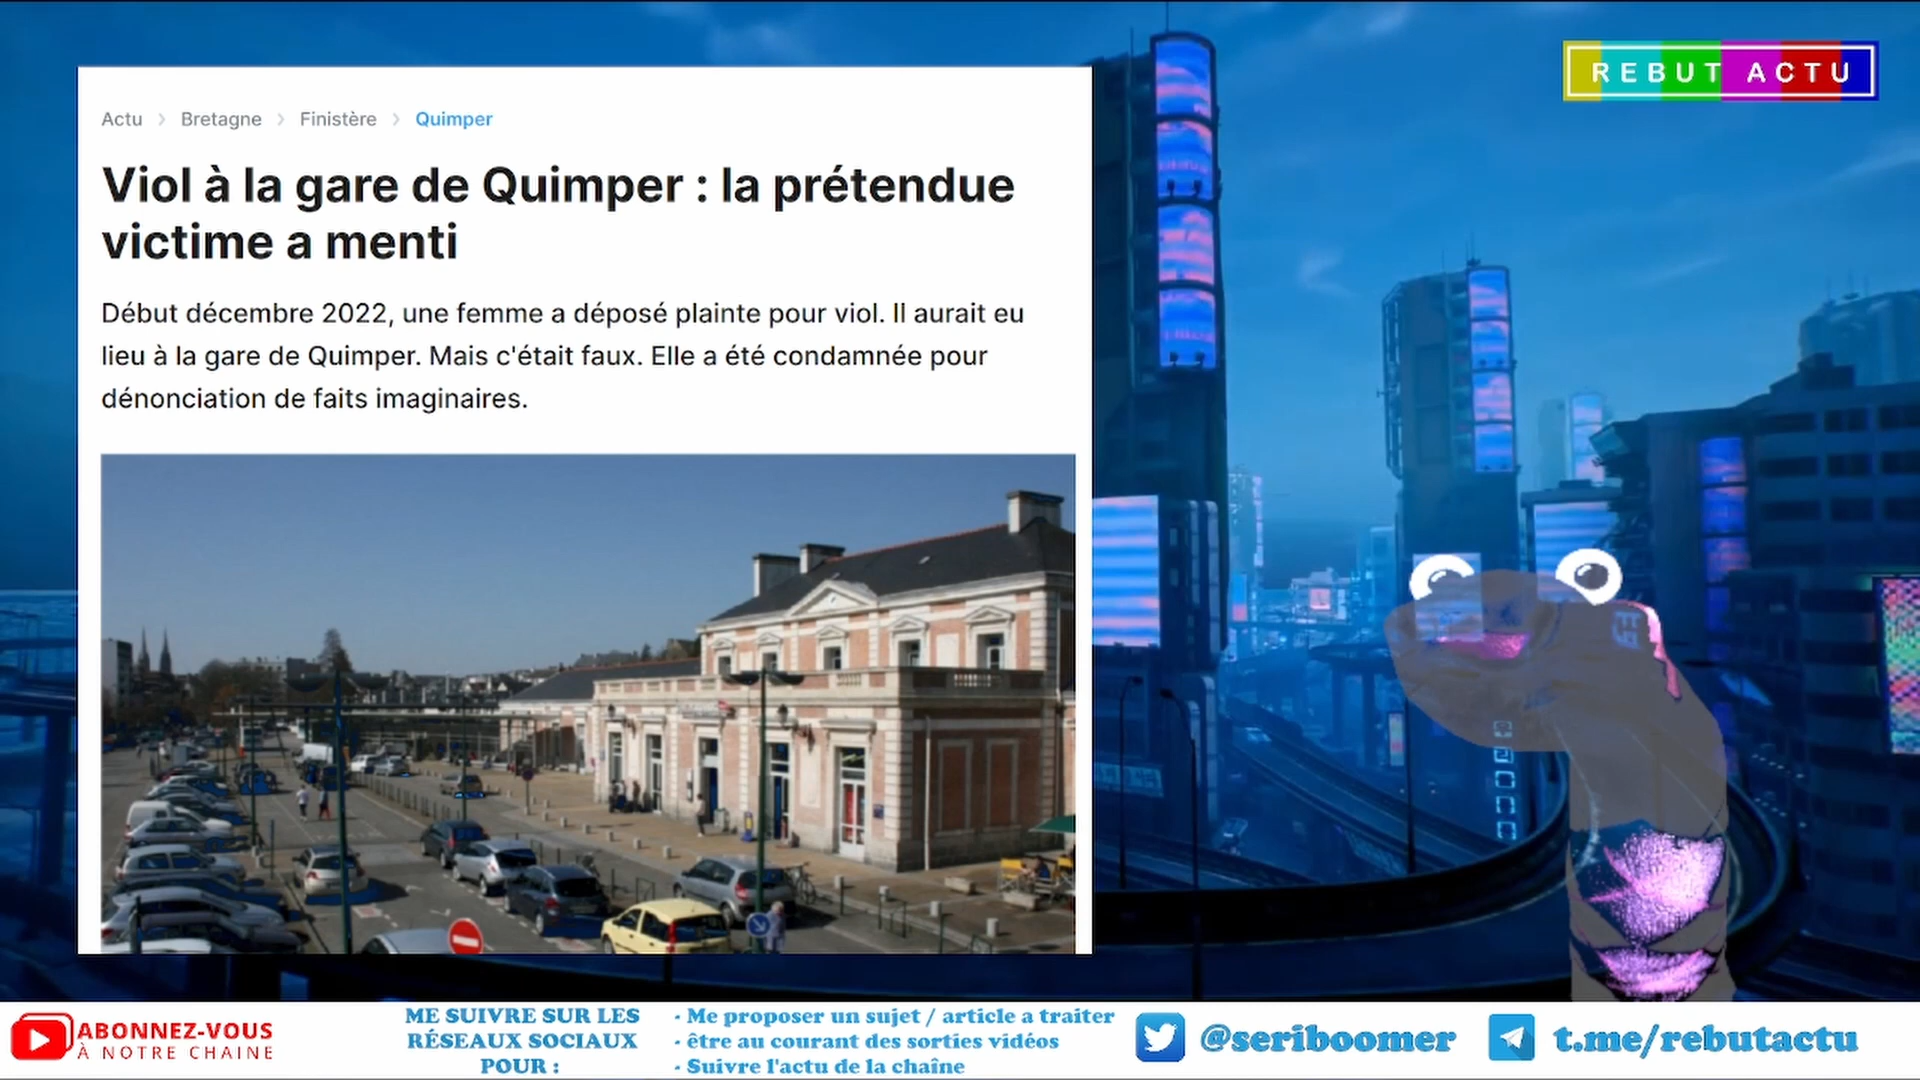 REBUT ACTU
Actu > Bretagne > Finistère > Quimper
Viol à la gare de Quimper : la prétendue
victime a menti
Début décembre 2022, une femme a déposé plainte pour viol. Il aurait eu
lieu à la gare de Quimper. Mais c'était faux. Elle a été condamnée pour
dénonciation de faits imaginaires.
ABONNEZ-VOUS
À NOTRE CHAINE
ME SUIVRE SUR LES
RÉSEAUX SOCIAUX
POUR :
- Me proposer un sujet / article a traiter
- être au courant des sorties vidéos
- Suivre l'actu de la chaîne
@seriboomer
t.me/rebutactu